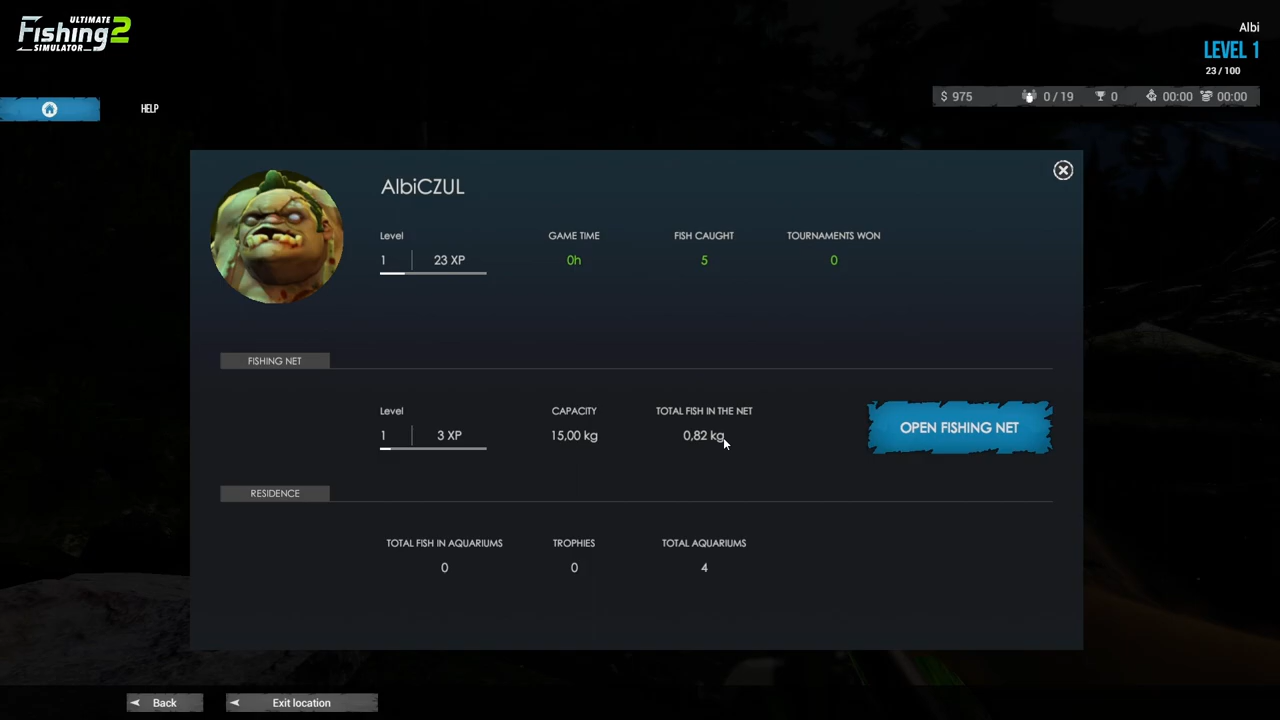 ULTIMATE
Fishing 2
SIMULATOR
Albi
LEVEL 1
23 / 100
$ 975 0 / 19 0 00:00 00:00
HELP
AlbiCZUL
Level GAME TIME FISH CAUGHT TOURNAMENTS WON
1 23 XP 0h 5 0
FISHING NET
Level CAPACITY TOTAL FISH IN THE NET
1 3 XP 15,00 kg 0,82 kg
OPEN FISHING NET
RESIDENCE
TOTAL FISH IN AQUARIUMS TROPHIES TOTAL AQUARIUMS
0 0 4
Back Exit location